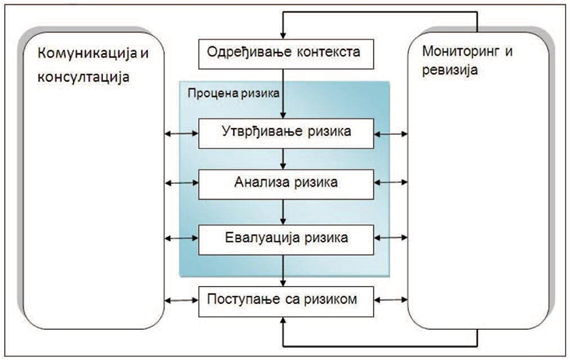 Комуникација и
консултација
Одређивање контекста
Мониторинг и
ревизија
Процена ризика
Утврђивање ризика
Анализа ризика
Евалуација ризика
Поступање са ризиком